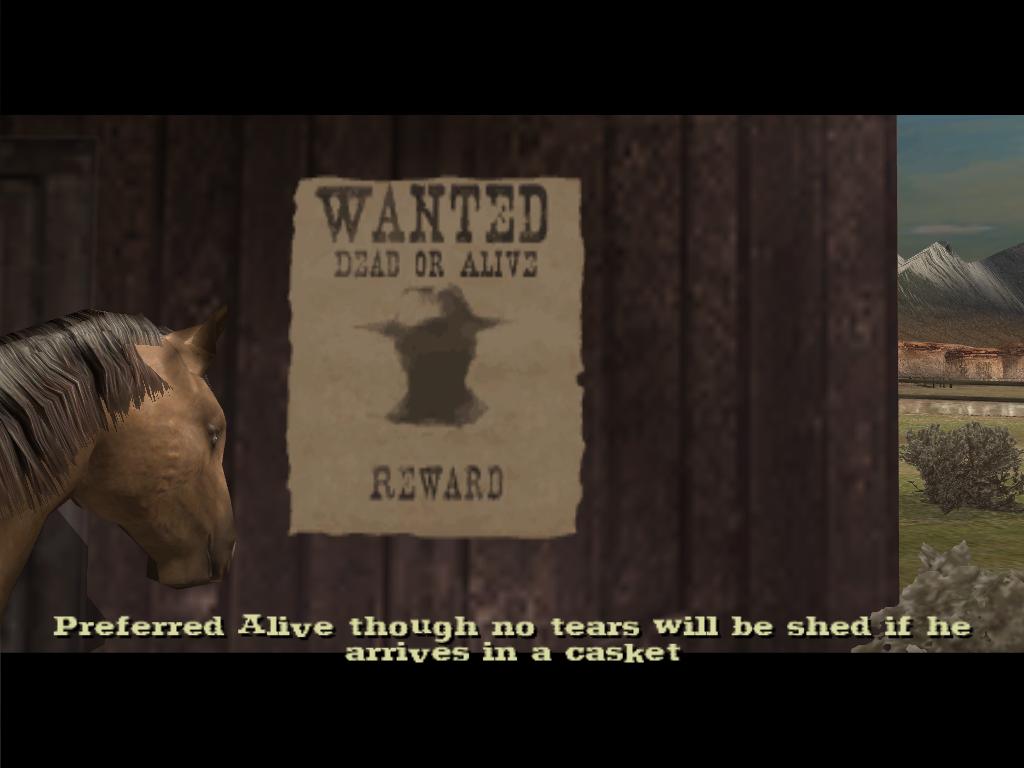 WANTED
DEAD OR ALIVE
REWARD
Preferred Alive though no tears will be shed if he
arrives in a casket